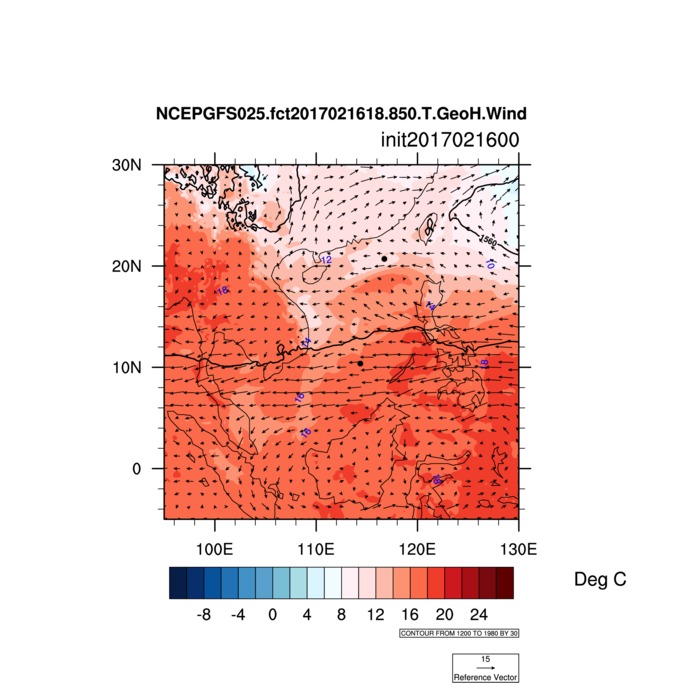 NCEPGFS025.fct2017021618.850.T.GeoH.Wind
init2017021600
30N
20N
10N
0
100E
110E
120E
130E
1560
12
10
18
14
16
18
16
-8
-4
0
4
8
12
16
20
24
Deg C
CONTOUR FROM 1200 TO 1980 BY 30
15
Reference Vector